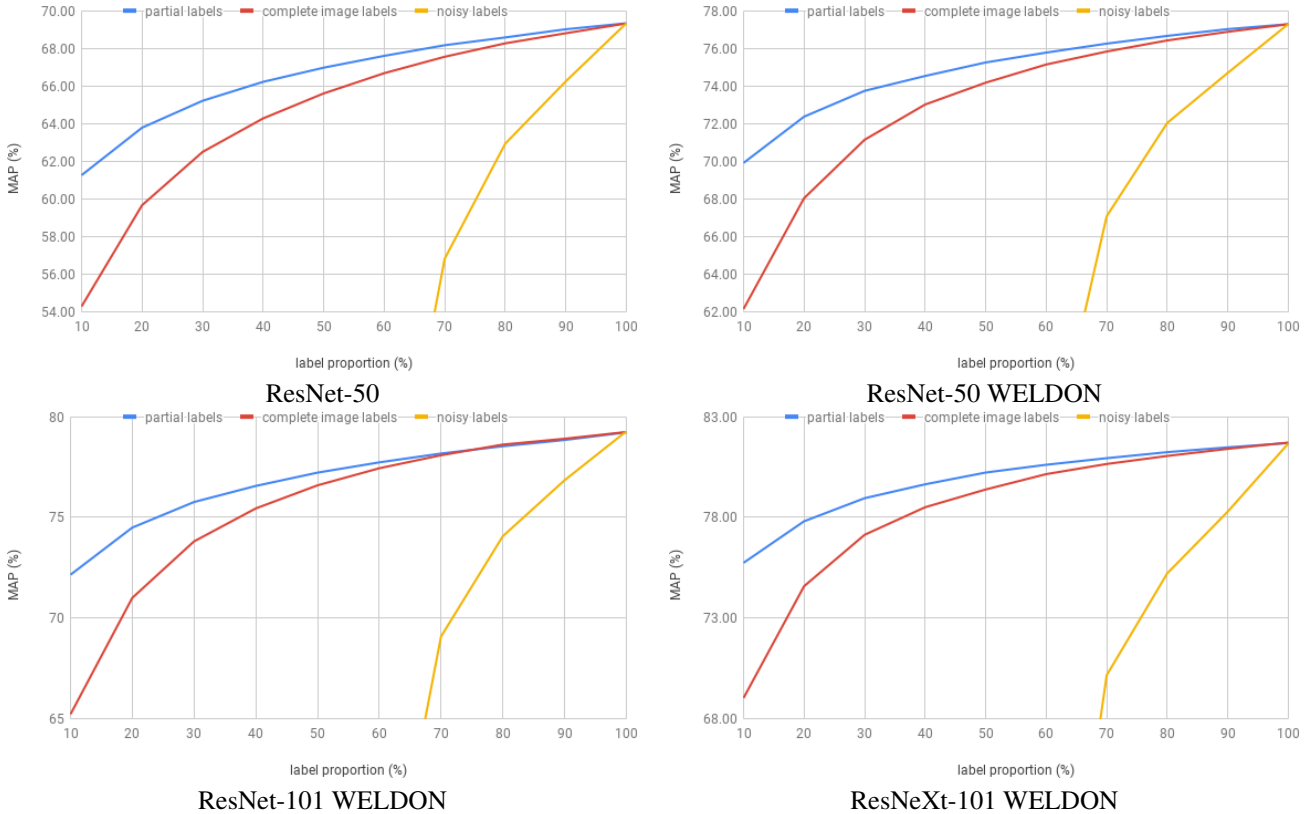 partial labels complete image labels noisy labels
70.00
68.00
66.00
64.00
62.00
60.00
58.00
56.00
54.00
MAP (%)
10 20 30 40 50 60 70 80 90 100
label proportion (%)
ResNet-50
partial labels complete image labels noisy labels
78.00
76.00
74.00
72.00
70.00
68.00
66.00
64.00
62.00
MAP (%)
10 20 30 40 50 60 70 80 90 100
label proportion (%)
ResNet-50 WELDON
partial labels complete image labels noisy labels
80
75
70
65
MAP (%)
10 20 30 40 50 60 70 80 90 100
label proportion (%)
ResNet-101 WELDON
partial labels complete image labels noisy labels
83.00
78.00
73.00
68.00
MAP (%)
10 20 30 40 50 60 70 80 90 100
label proportion (%)
ResNeXt-101 WELDON